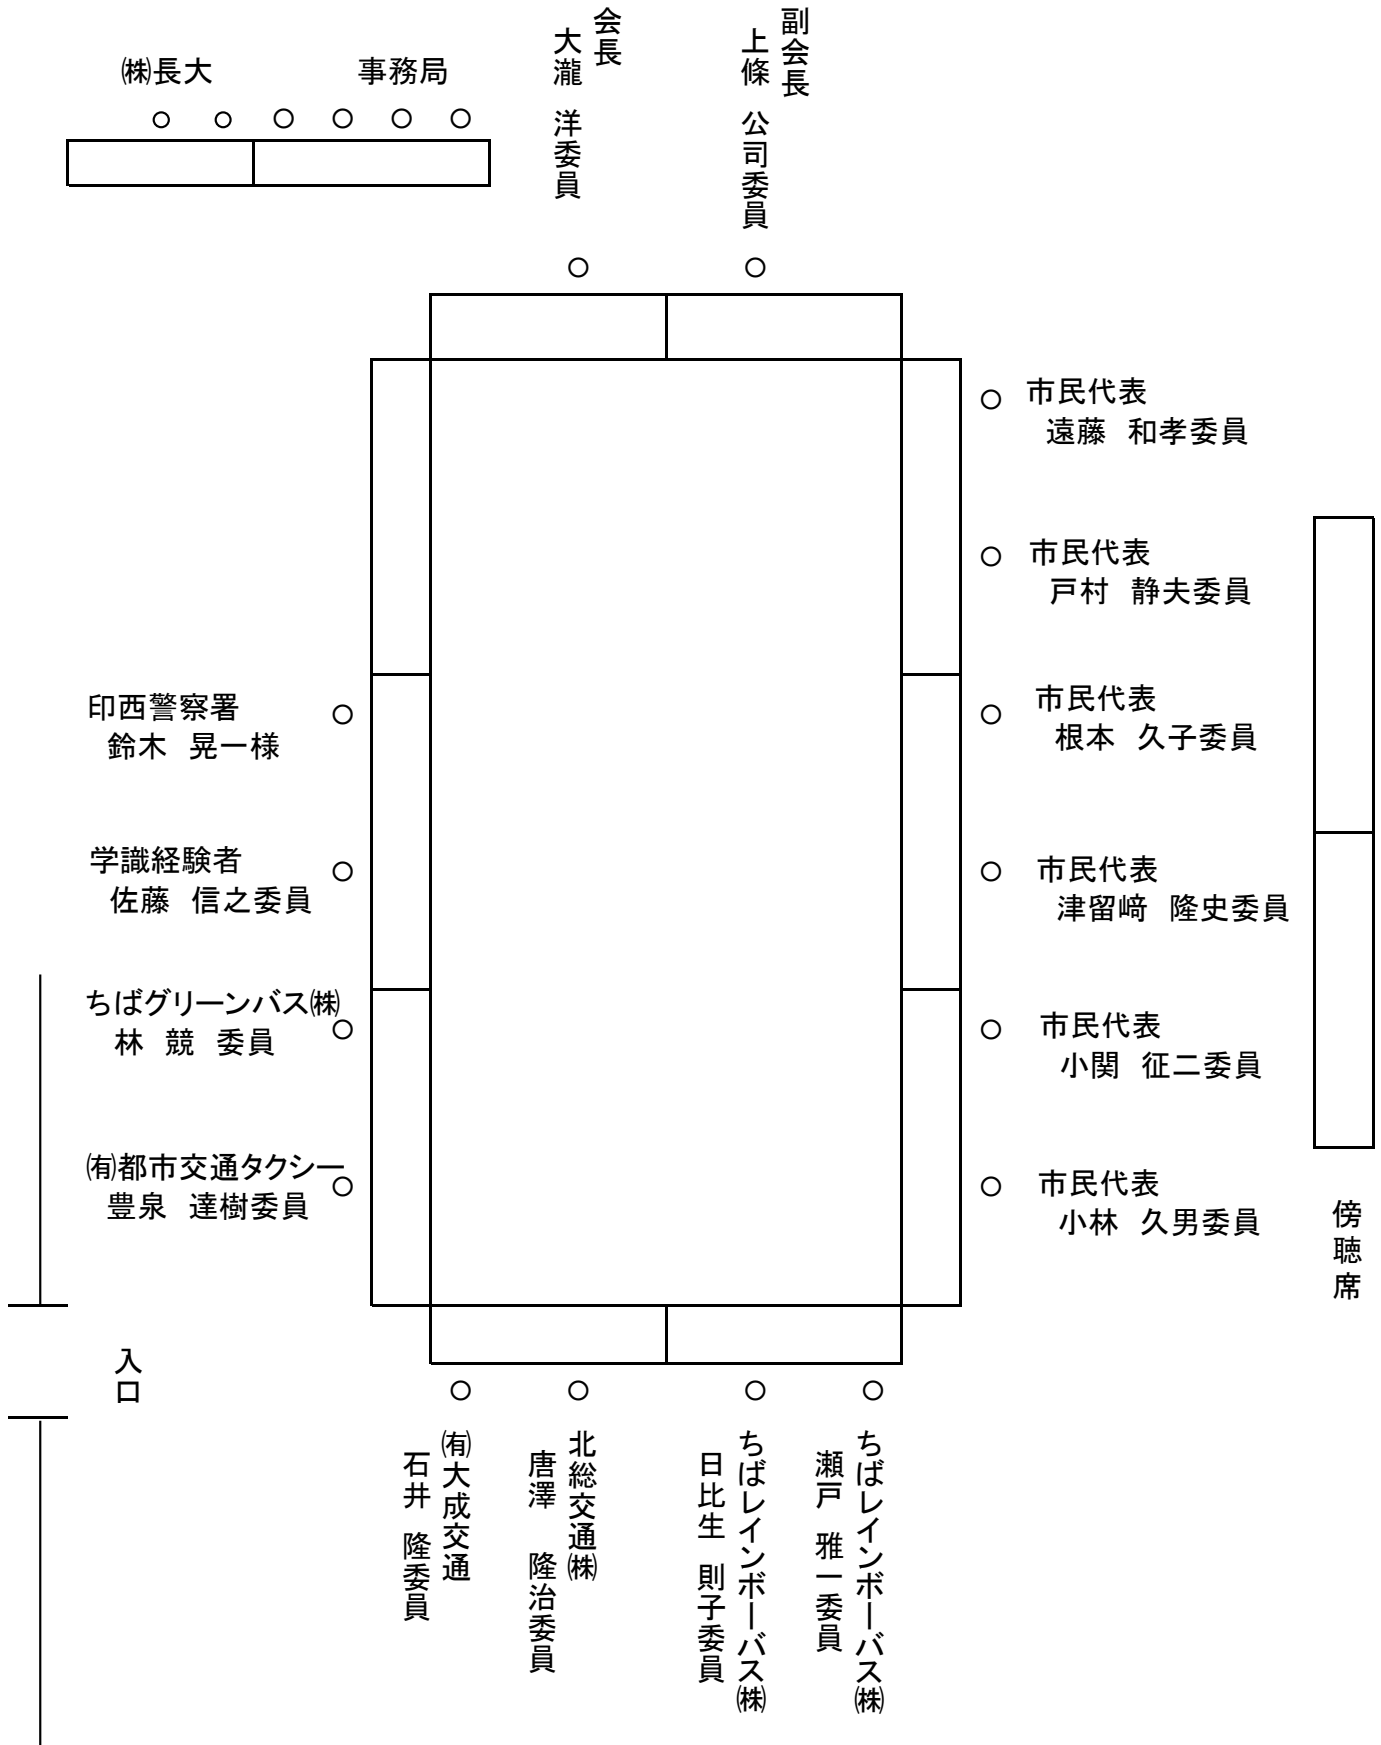 ㈱長大
事務局
会長
大瀧 洋委員
副会長
上條 公司委員
市民代表
遠藤 和孝委員
市民代表
戸村 静夫委員
市民代表
根本 久子委員
市民代表
津留﨑 隆史委員
市民代表
小関 征二委員
市民代表
小林 久男委員
印西警察署
鈴木 晃一様
学識経験者
佐藤 信之委員
ちばグリーンバス㈱
林 競 委員
㈲都市交通タクシー
豊泉 達樹委員
傍聴席
入口
㈲大成交通
石井 隆委員
北総交通㈱
唐澤 隆治委員
ちばレインボーバス㈱
日比生 則子委員
ちばレインボーバス㈱
瀬戸 雅一委員